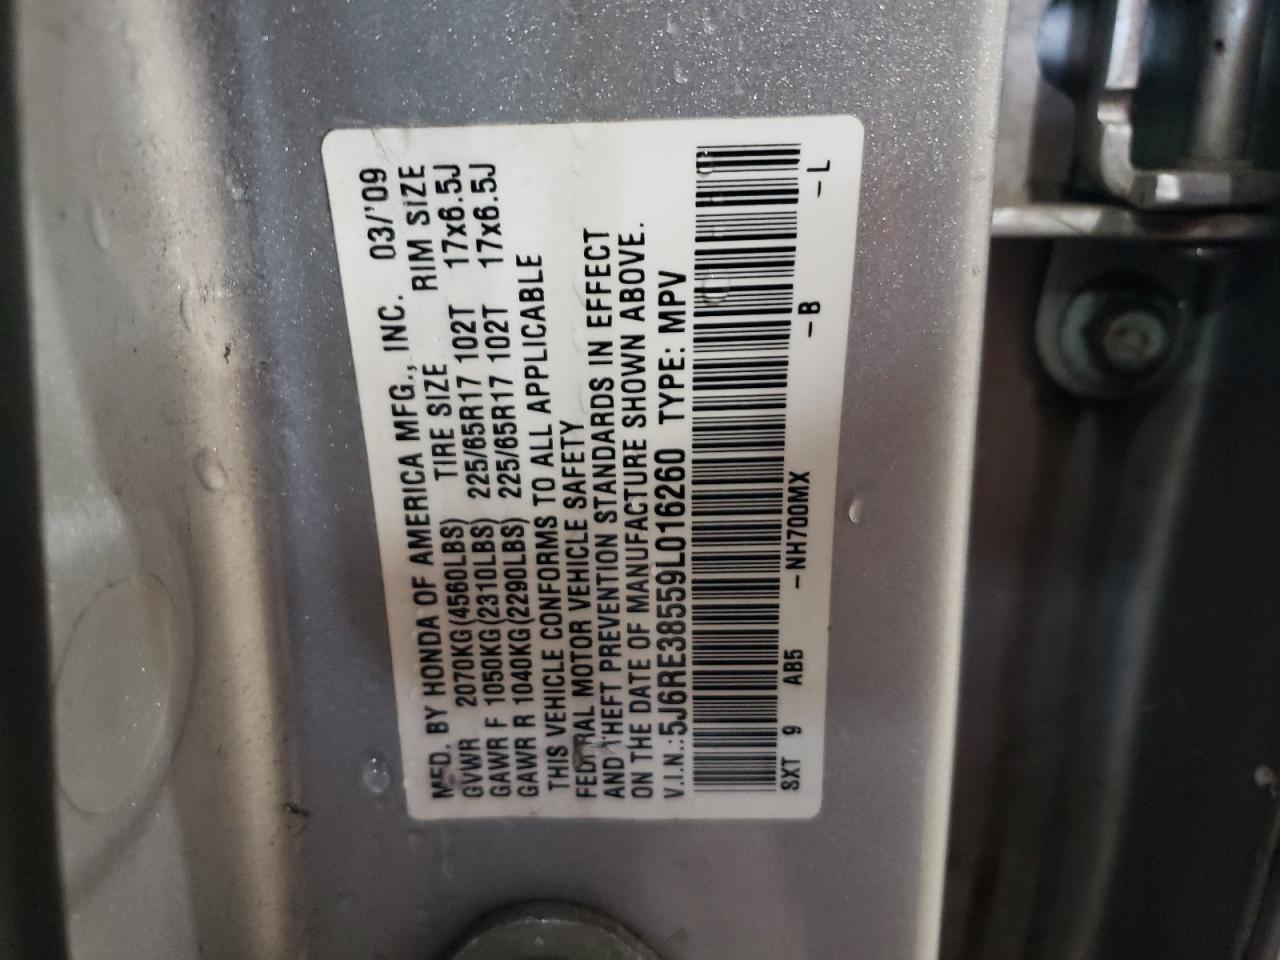 MFD. BY HONDA OF AMERICA MFG., INC. 03/'09
GVWR 2070KG(4560LBS) TIRE SIZE RIM SIZE
GAWR F 1050KG(2310LBS) 225/65R17 102T 17x6.5J
GAWR R 1040KG(2290LBS) 225/65R17 102T 17x6.5J
THIS VEHICLE CONFORMS TO ALL APPLICABLE
FEDERAL MOTOR VEHICLE SAFETY
AND THEFT PREVENTION STANDARDS IN EFFECT
ON THE DATE OF MANUFACTURE SHOWN ABOVE.
V.I.N.:5J6RE38559L016260 TYPE: MPV
SXT 9 AB5 -NH700MX -B -L